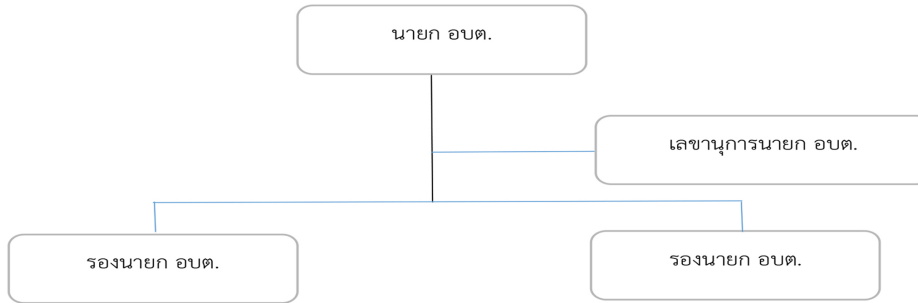 นายก อบต.
เลขานุการนายก อบต.
รองนายก อบต.
รองนายก อบต.